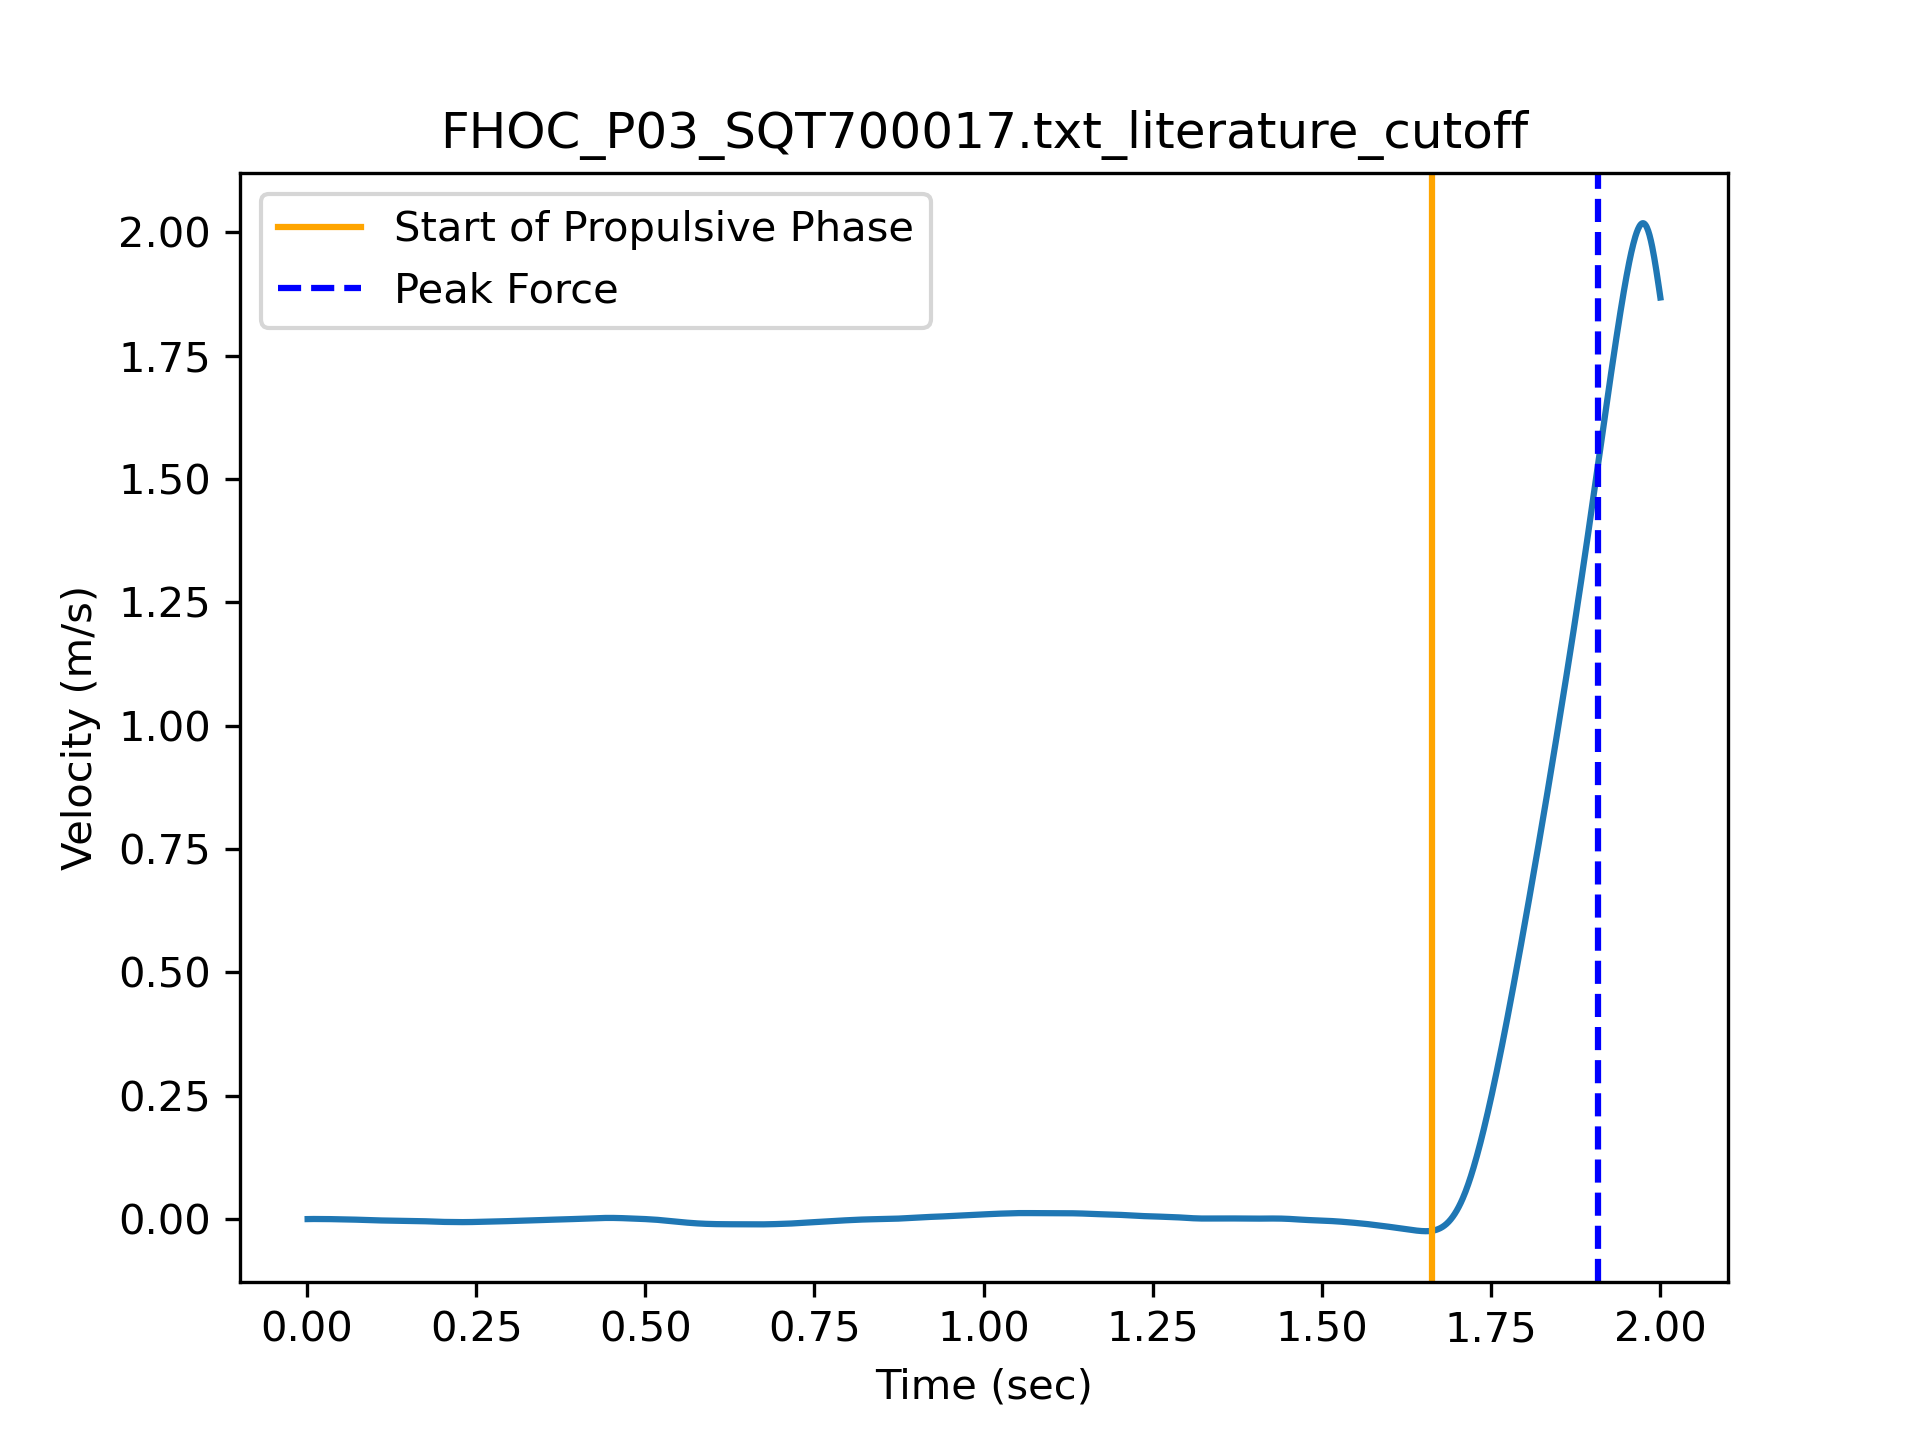 FHOC_P03_SQT700017.txt_literature_cutoff
Start of Propulsive Phase
Peak Force
2.00
1.75
1.50
1.25
1.00
0.75
0.50
0.25
0.00
Velocity (m/s)
0.00 0.25 0.50 0.75 1.00 1.25 1.50 1.75 2.00
Time (sec)